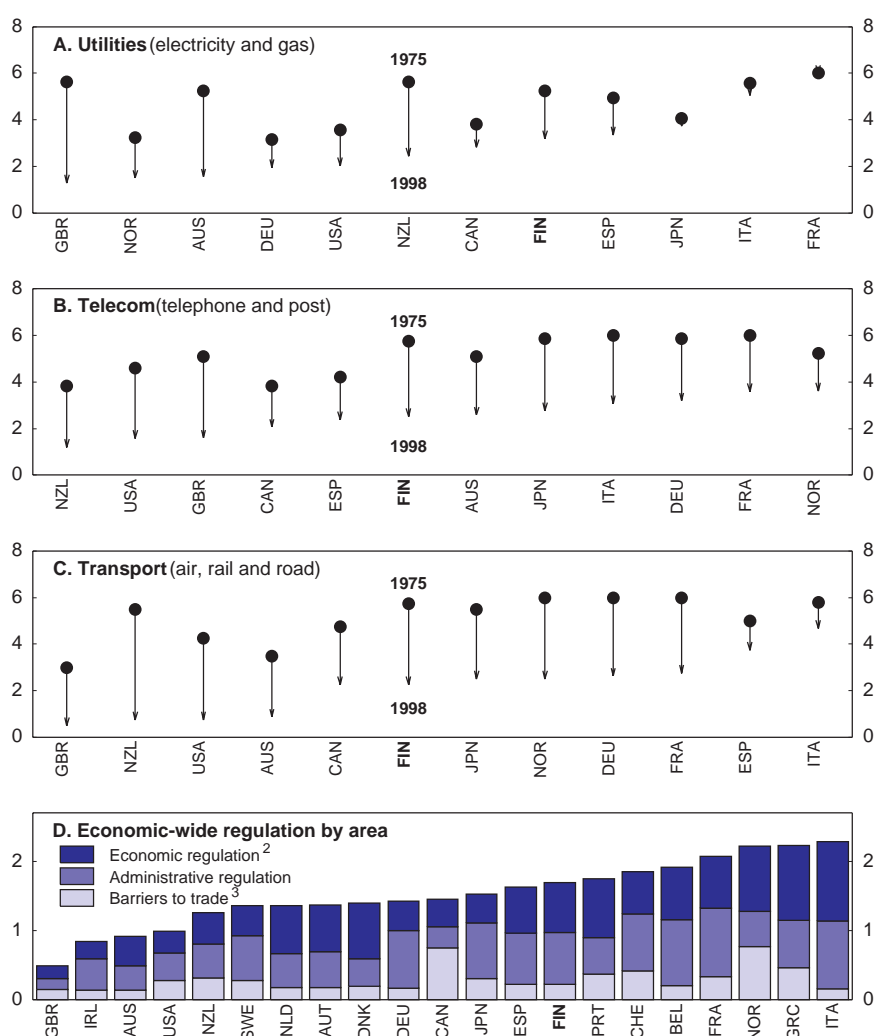 8 8
A. Utilities (electricity and gas)
1975
6 6
4 4
2 2
1998
0 0
GBR NOR AUS DEU USA NZL CAN FIN ESP JPN ITA FRA
8 8
B. Telecom (telephone and post)
1975
6 6
4 4
2 2
1998
0 0
NZL USA GBR CAN ESP FIN AUS JPN ITA DEU FRA NOR
8 8
C. Transport (air, rail and road)
1975
6 6
4 4
2 2
1998
0 0
GBR NZL USA AUS CAN FIN JPN NOR DEU FRA ESP ITA
D. Economic-wide regulation by area
Economic regulation 2
2 2
Administrative regulation
Barriers to trade 3
1 1
0 0
GBR IRL AUS USA NZL SWE NLD AUT DNK DEU CAN JPN ESP FIN PRT CHE BEL FRA NOR GRC ITA